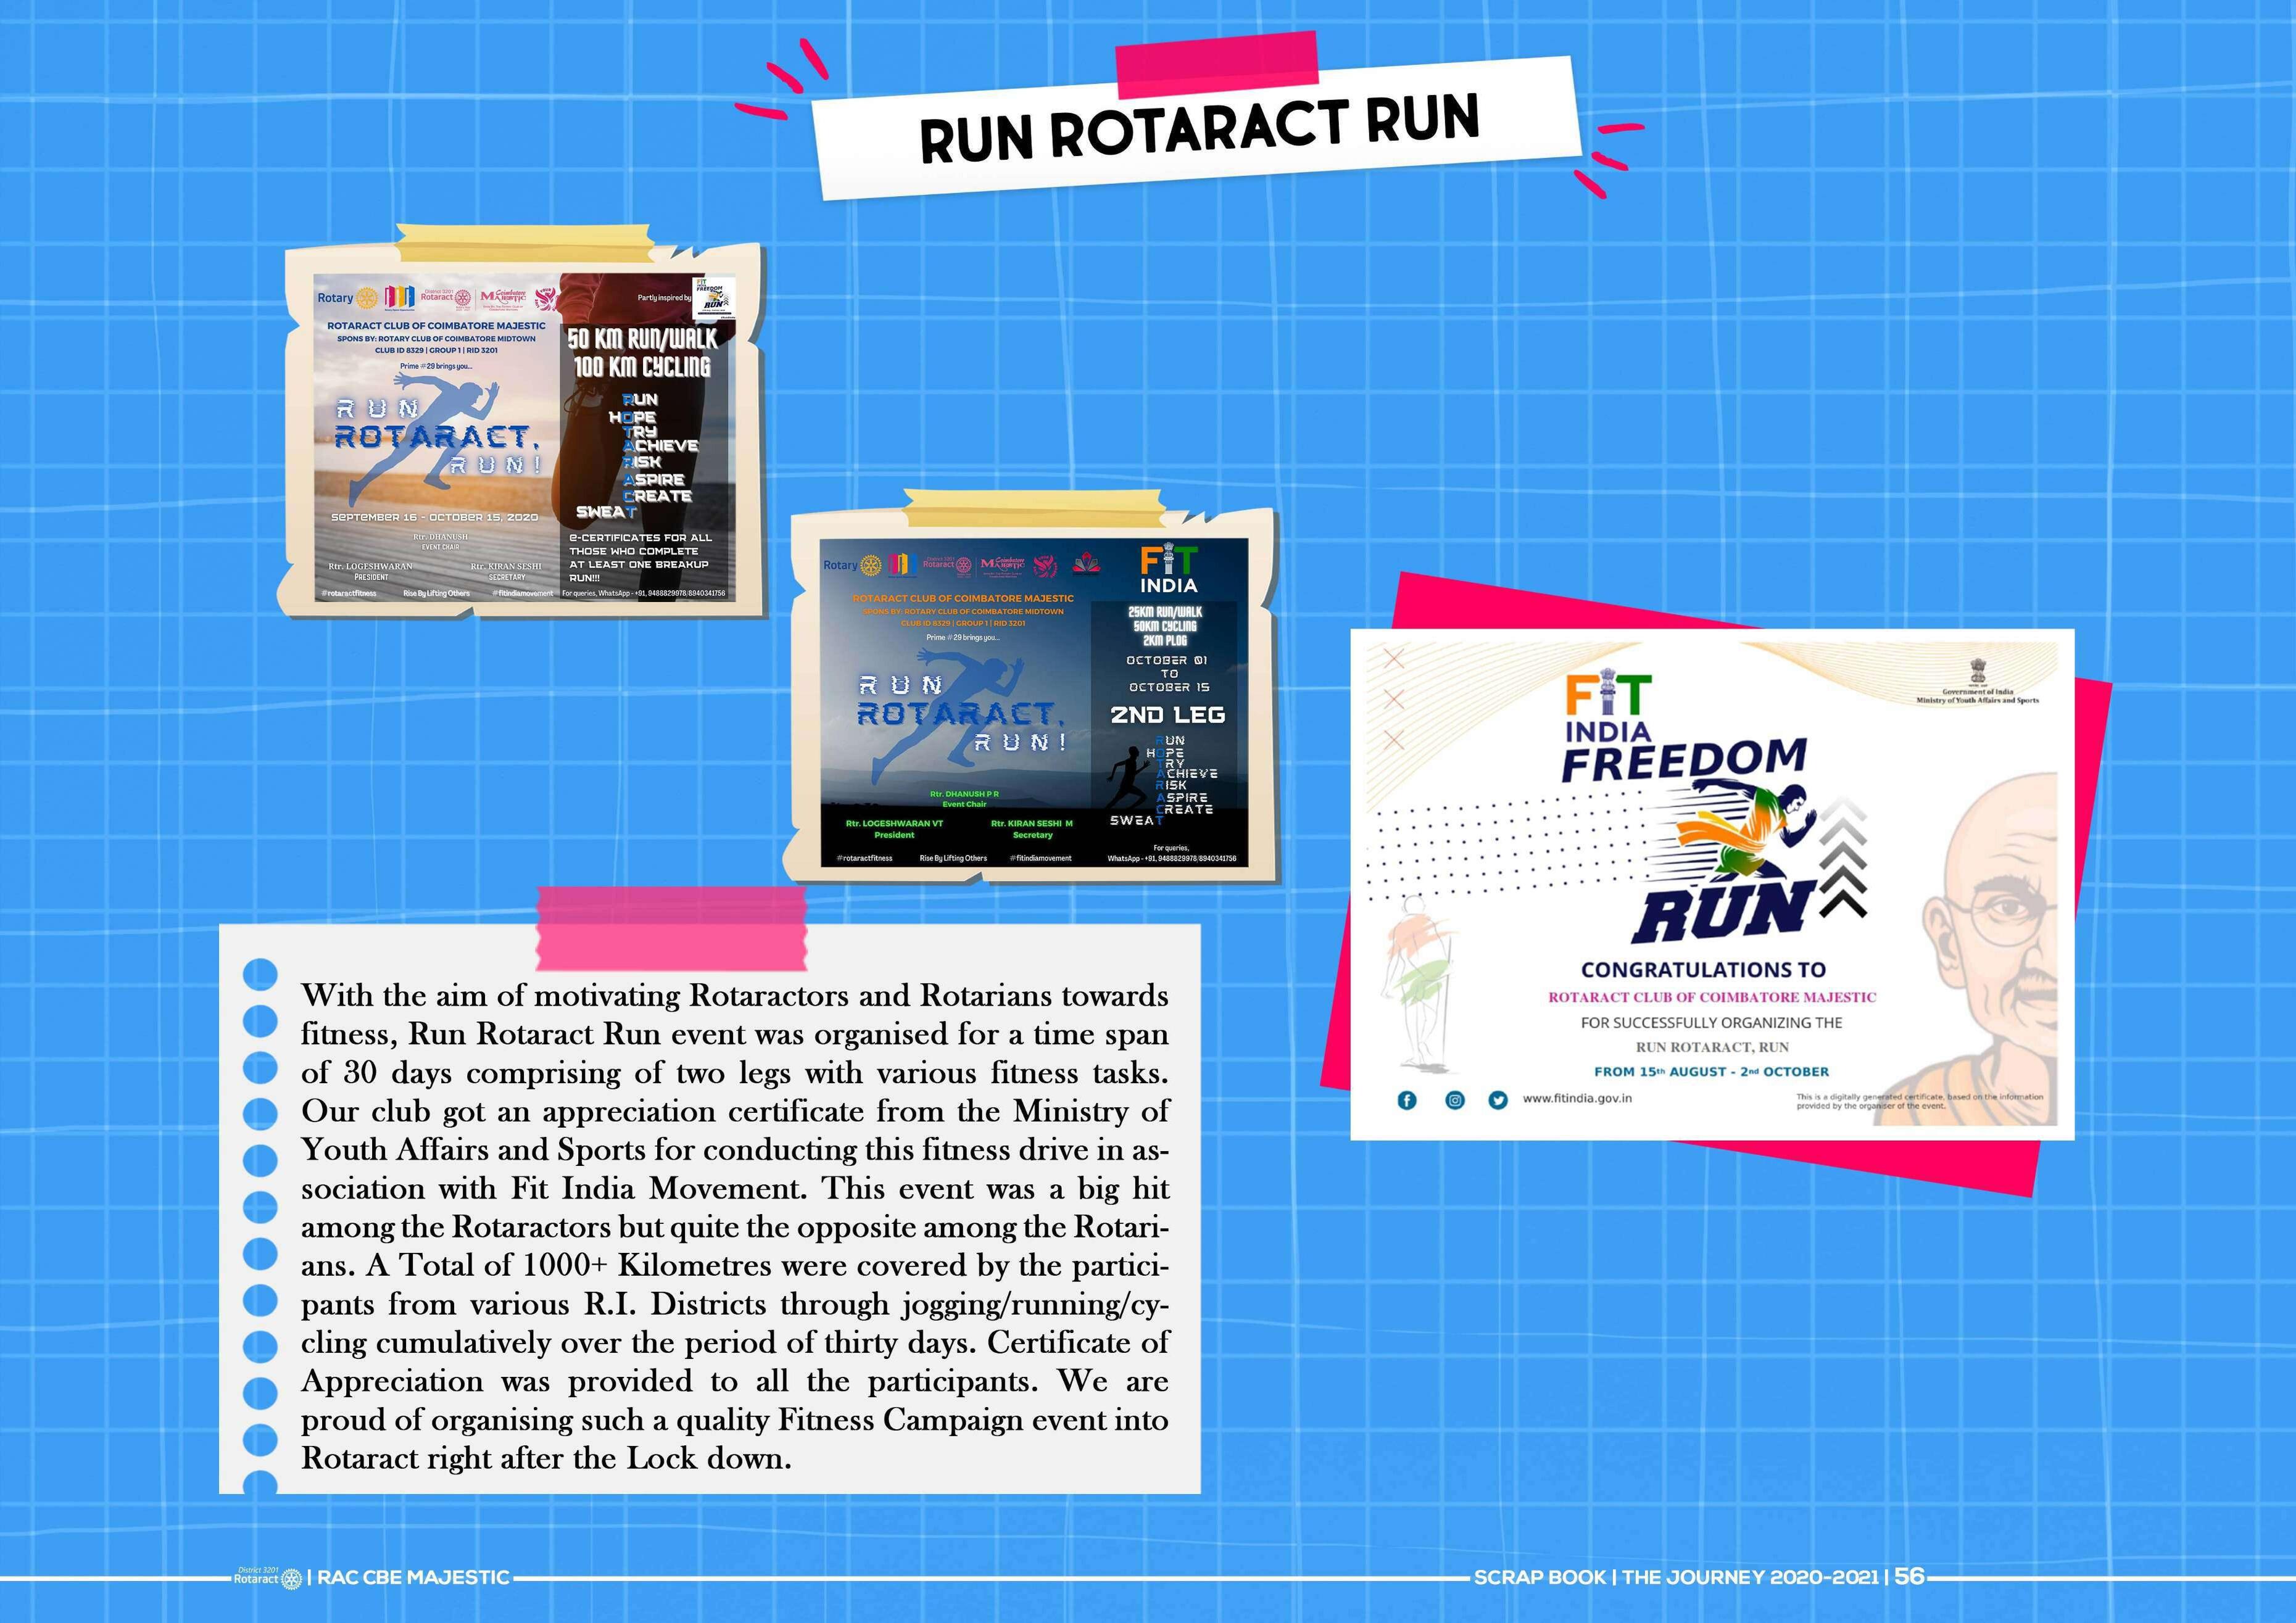 RUN ROTARACT RUN
Rotary
District 3201
Rotaract
Coimbatore
MAJESTIC
Partly inspired by
FIT
INDIA
FREEDOM
RUN
ROTARACT CLUB OF COIMBATORE MAJESTIC
SPONS BY: ROTARY CLUB OF COIMBATORE MIDTOWN
CLUB ID 8329 | GROUP 1 | RID 3201
Prime #29 brings you...
RUN
ROTARACT,
RUN!
SEPTEMBER 16 - OCTOBER 15, 2020
Rtr. DHANUSH
EVENT CHAIR
Rtr. LOGESHWARAN
PRESIDENT
Rtr. KIRAN SESHI
SECRETARY
#rotaractfitness Rise By Lifting Others #fitindiamovement
50 KM RUN/WALK
100 KM CYCLING
RUN
HOPE
TRY
ACHIEVE
RISK
ASPIRE
CREATE
SWEAT
e-CERTIFICATES FOR ALL
THOSE WHO COMPLETE
AT LEAST ONE BREAKUP
RUN!!!
For queries, WhatsApp - +91, 9488829978/8940341756
Rotary
District 3201
Rotaract
Coimbatore
MAJESTIC
ROTARACT CLUB OF COIMBATORE MAJESTIC
SPONS BY: ROTARY CLUB OF COIMBATORE MIDTOWN
CLUB ID 8329 | GROUP 1 | RID 3201
Prime #29 brings you...
RUN
ROTARACT,
RUN!
Rtr. DHANUSH P R
Event Chair
Rtr. LOGESHWARAN VT
President
Rtr. KIRAN SESHI M
Secretary
#rotaractfitness Rise By Lifting Others #fitindiamovement
FIT
INDIA
25KM RUN/WALK
50KM CYCLING
2KM PLOG
OCTOBER 01
TO
OCTOBER 15
2ND LEG
RUN
HOPE
TRY
ACHIEVE
RISK
ASPIRE
CREATE
SWEAT
For queries,
WhatsApp - +91, 9488829978/8940341756
FIT
INDIA
FREEDOM
RUN
Government of India
Ministry of Youth Affairs and Sports
CONGRATULATIONS TO
ROTARACT CLUB OF COIMBATORE MAJESTIC
FOR SUCCESSFULLY ORGANIZING THE
RUN ROTARACT, RUN
FROM 15th AUGUST - 2nd OCTOBER
www.fitindia.gov.in
This is a digitally generated certificate, based on the information
provided by the organiser of the event.
With the aim of motivating Rotaractors and Rotarians towards
fitness, Run Rotaract Run event was organised for a time span
of 30 days comprising of two legs with various fitness tasks.
Our club got an appreciation certificate from the Ministry of
Youth Affairs and Sports for conducting this fitness drive in as-
sociation with Fit India Movement. This event was a big hit
among the Rotaractors but quite the opposite among the Rotari-
ans. A Total of 1000+ Kilometres were covered by the partici-
pants from various R.I. Districts through jogging/running/cy-
cling cumulatively over the period of thirty days. Certificate of
Appreciation was provided to all the participants. We are
proud of organising such a quality Fitness Campaign event into
Rotaract right after the Lock down.
District 3201
Rotaract | RAC CBE MAJESTIC
SCRAP BOOK | THE JOURNEY 2020-2021 | 56